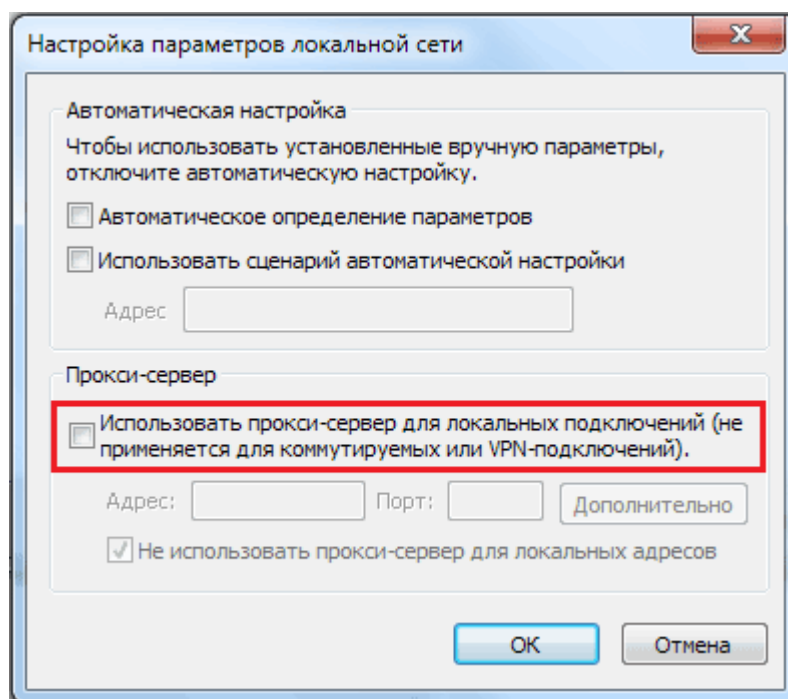 Настройка параметров локальной сети
Автоматическая настройка
Чтобы использовать установленные вручную параметры,
отключите автоматическую настройку.
Автоматическое определение параметров
Использовать сценарий автоматической настройки
Адрес
Прокси-сервер
Использовать прокси-сервер для локальных подключений (не
применяется для коммутируемых или VPN-подключений).
Адрес: Порт: Дополнительно
Не использовать прокси-сервер для локальных адресов
ОК Отмена